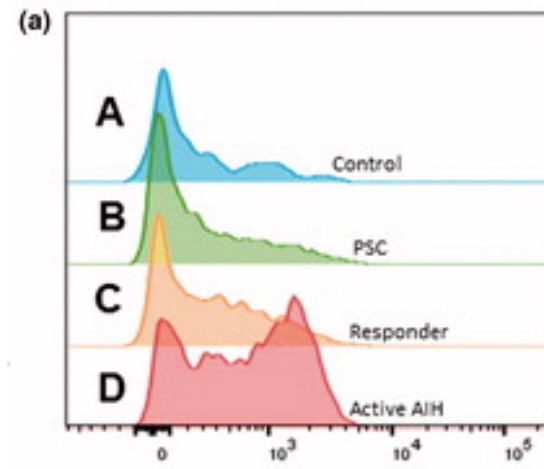 (a)
A
Control
B
PSC
C
Responder
D
Active AIH
0 10³ 10⁴ 10⁵